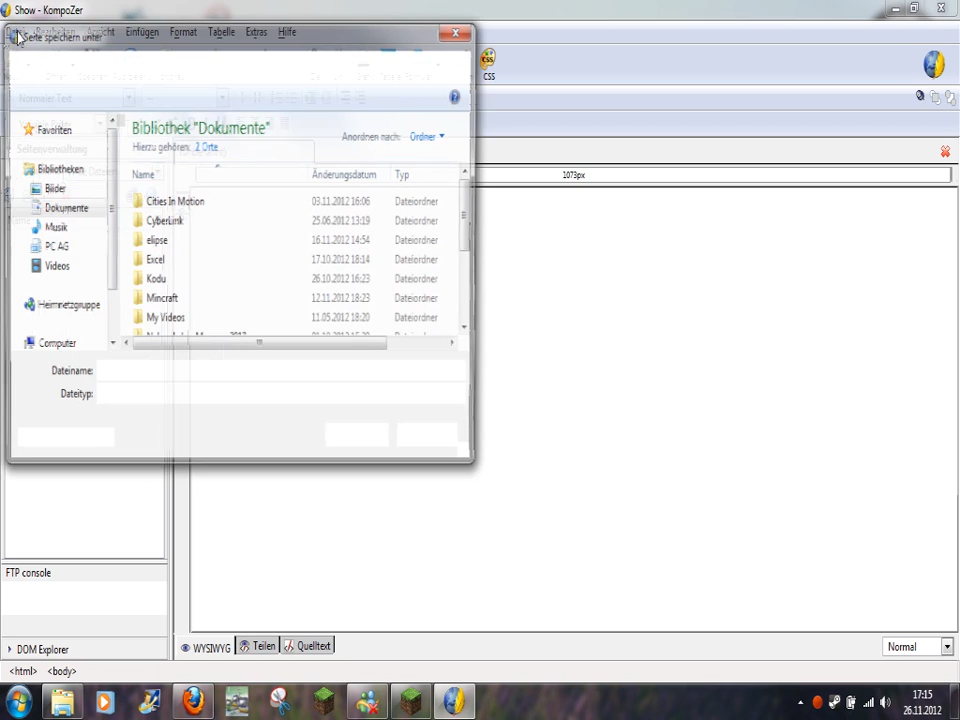 Show - KompoZer
Seite speichern unter
Bearbeiten Ansicht Einfügen Format Tabelle Extras Hilfe
CSS
Normaler Text
Favoriten
Seitenverwaltung
Bibliotheken
Bilder
Dokumente
Musik
PC AG
Videos
Heimnetzgruppe
Computer
Bibliothek "Dokumente"
Hierzu gehören: 2 Orte
Anordnen nach: Ordner
Name Änderungsdatum Typ
Cities In Motion 03.11.2012 16:06 Dateiordner
CyberLink 25.06.2012 13:19 Dateiordner
elipse 16.11.2012 14:54 Dateiordner
Excel 17.10.2012 18:14 Dateiordner
Kodu 26.10.2012 16:23 Dateiordner
Mincraft 12.11.2012 18:23 Dateiordner
My Videos 11.05.2012 18:20 Dateiordner
Dateiname:
Dateityp:
1073px
FTP console
DOM Explorer
WYSIWYG Teilen Quelltext
Normal
<html> <body>
17:15
26.11.2012